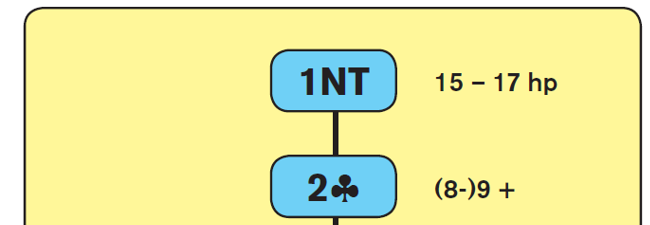 1NT 15 – 17 hp
2♣ (8-)9 +